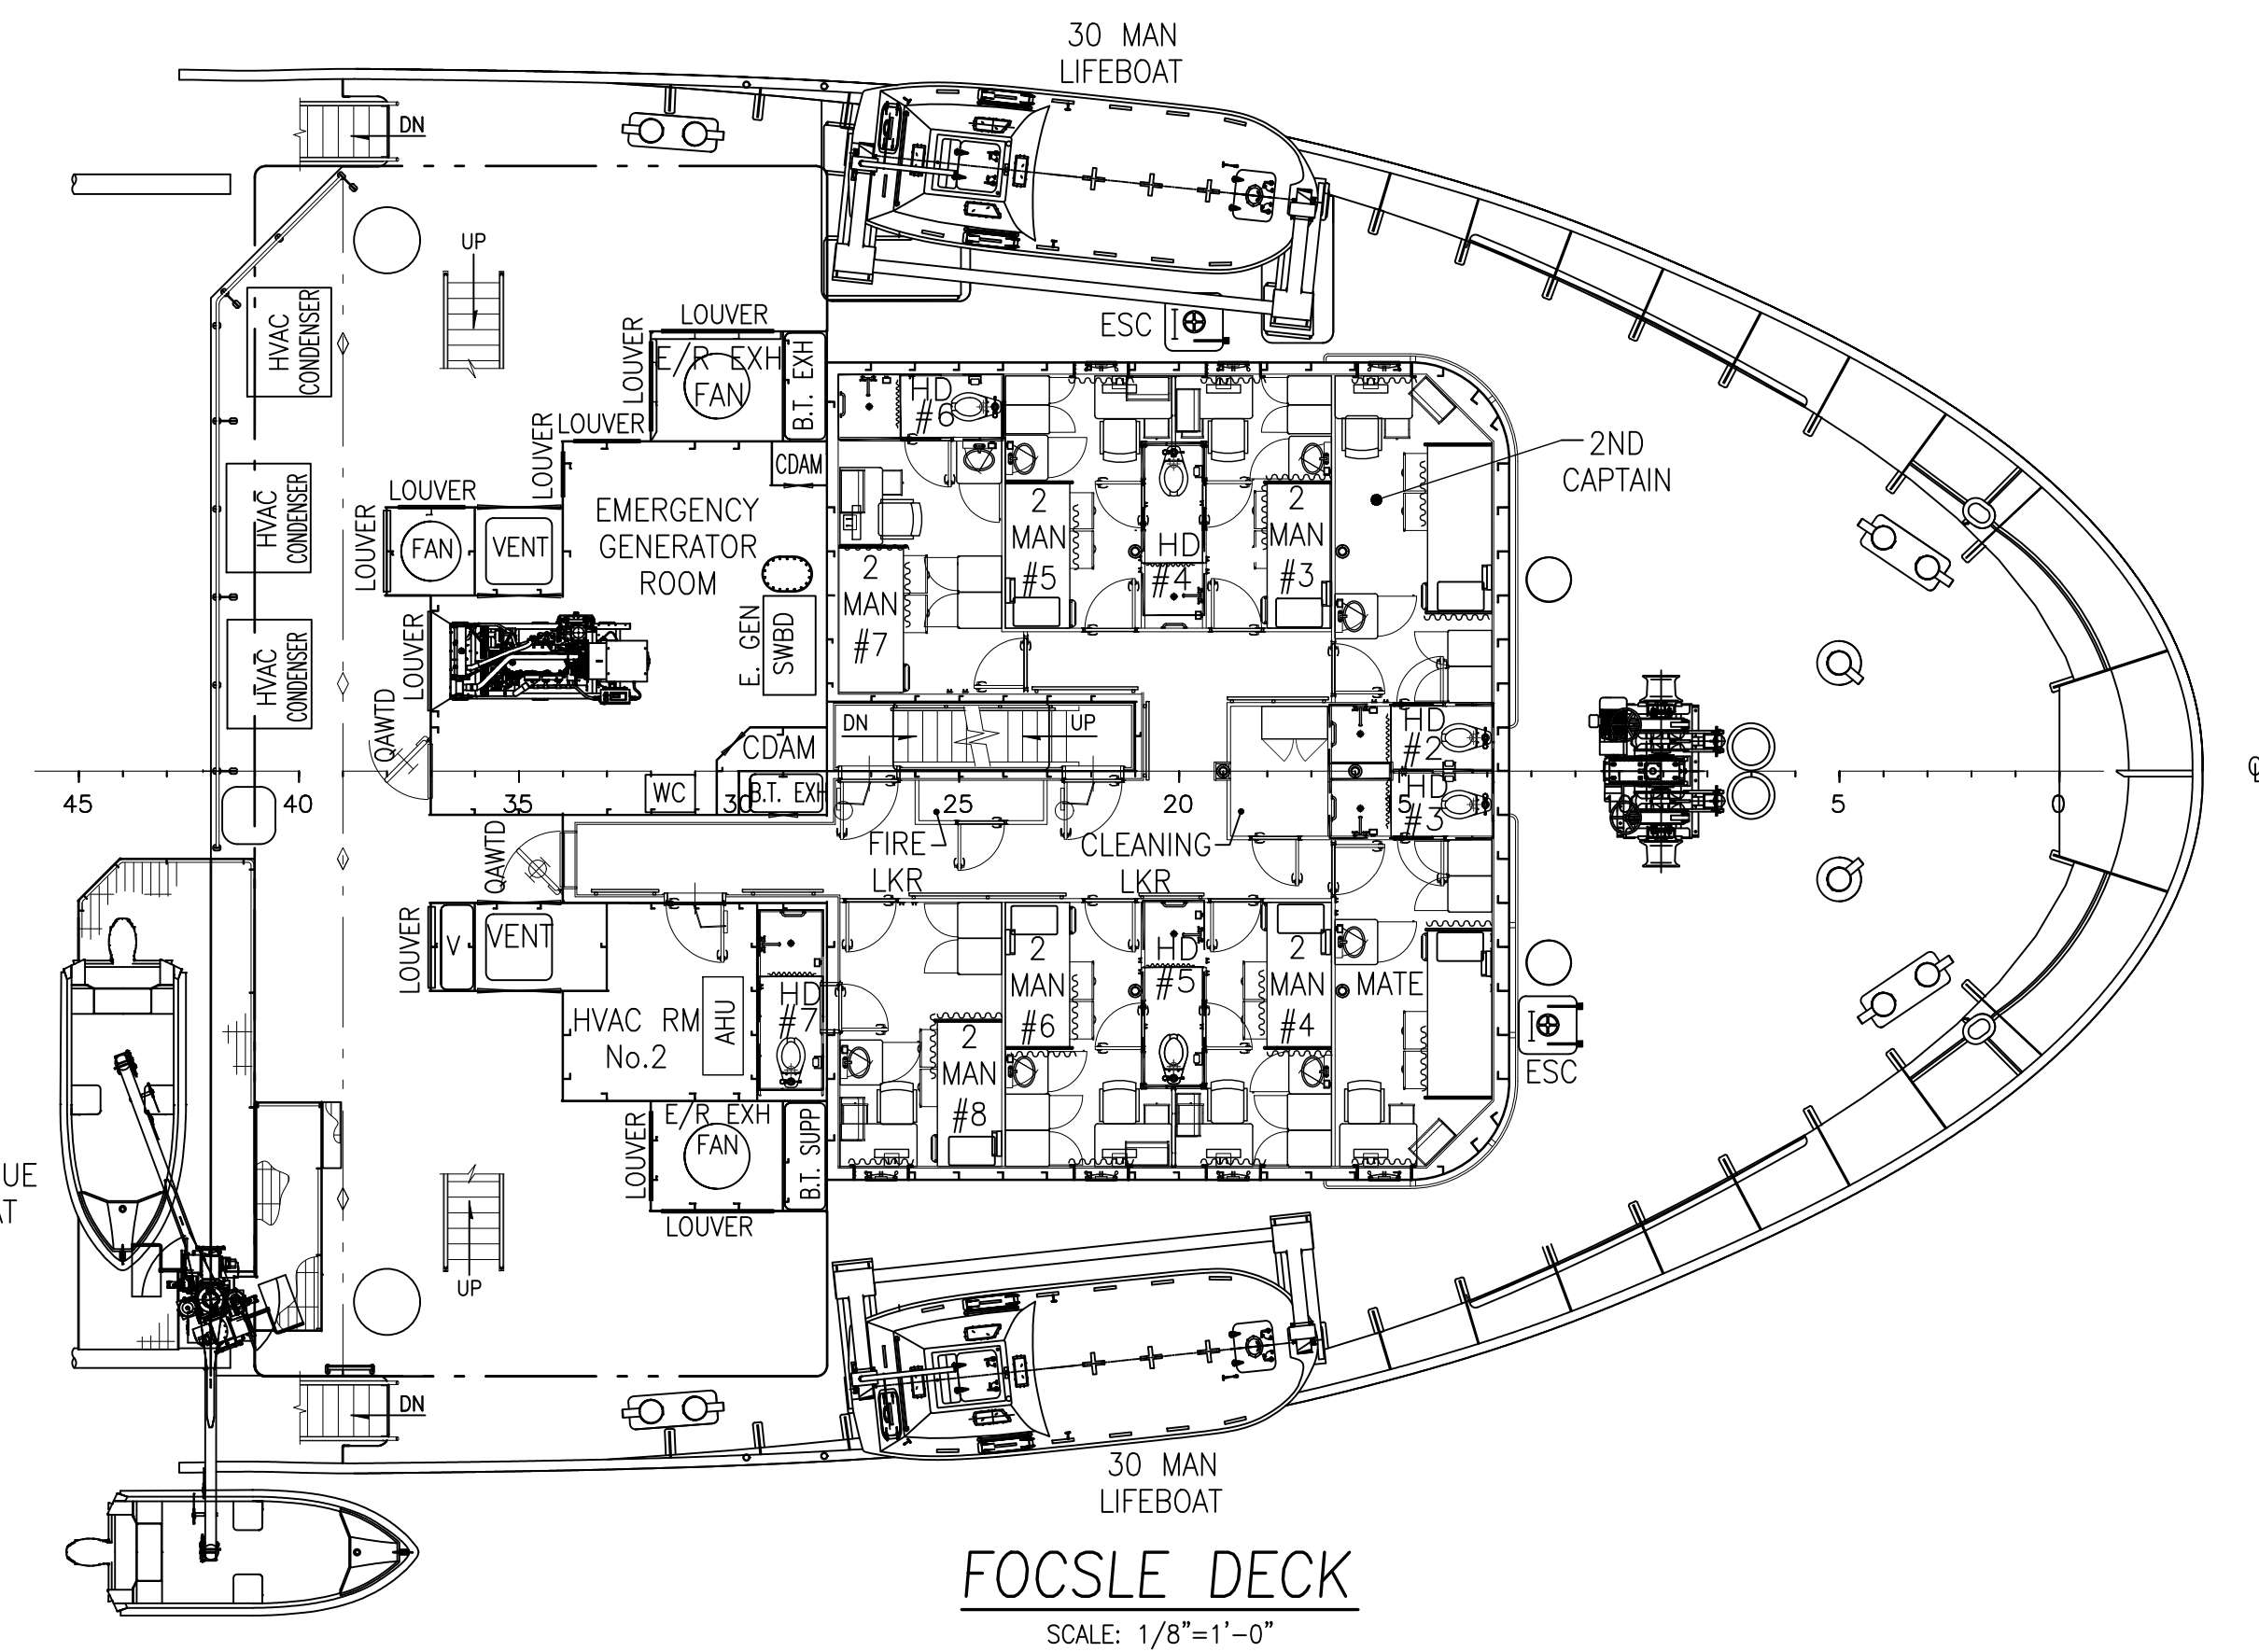 30 MAN
LIFEBOAT
DN
UP
HVAC
CONDENSER
LOUVER
LOUVER
E/R EXH
FAN
B.T. EXH
ESC
HD
#6
2ND
CAPTAIN
LOUVER
LOUVER
CDAM
HVAC
CONDENSER
LOUVER
LOUVER
FAN
VENT
EMERGENCY
GENERATOR
ROOM
2
MAN
#7
2
MAN
#5
HD
#4
2
MAN
#3
HVAC
CONDENSER
LOUVER
E. GEN
SWBD
QAWTD
CDAM
DN
UP
HD
#2
45
40
35
WC
30
B.T. EXH
25
20
HD
#3
5
5
0
QAWTD
FIRE
LKR
CLEANING
LKR
LOUVER
V
VENT
HVAC RM
No.2
AHU
HD
#7
2
MAN
#8
2
MAN
#6
HD
#5
2
MAN
#4
MATE
ESC
LOUVER
E/R EXH
FAN
B.T. SUPP
LOUVER
UE
AT
UP
DN
30 MAN
LIFEBOAT
FOCSLE DECK
SCALE: 1/8"=1'-0"